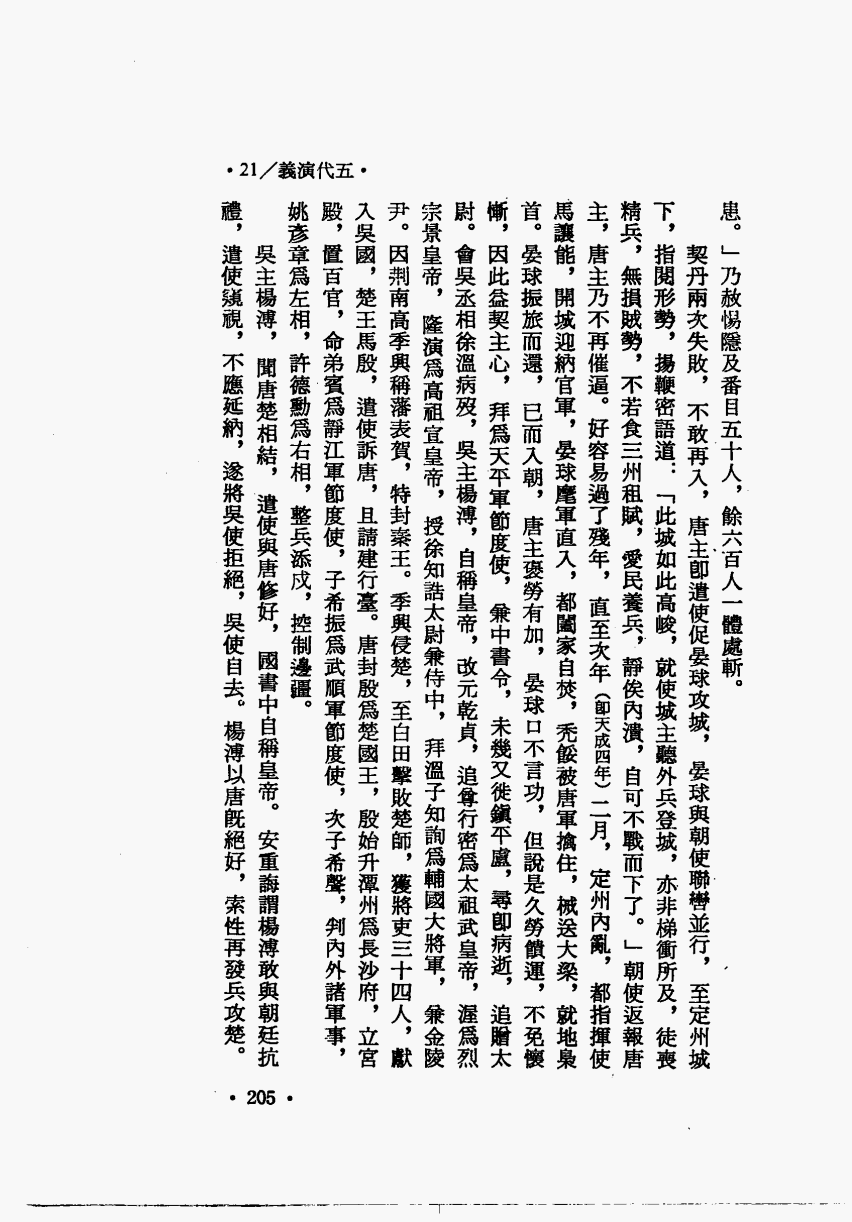 •21／義演代五•
患。」乃赦惕隱及番目五十人，餘六百人一體處斬。
契丹兩次失敗，不敢再入，唐主卽遣使促晏球攻城，晏球與朝使聯轡並行，至定州城
下，指閱形勢，揚鞭密語道：「此城如此高峻，就使城主聽外兵登城，亦非梯衝所及，徒喪
精兵，無損賊勢，不若食三州租賦，愛民養兵，靜俟內潰，自可不戰而下了。」朝使返報唐
主，唐主乃不再催逼。好容易過了殘年，直至次年（卽天成四年）二月，定州內亂，都指揮使
馬讓能，開城迎納官軍，晏球麾軍直入，都闔家自焚，禿餒被唐軍擒住，械送大梁，就地梟
首。晏球振旅而還，已而入朝，唐主褒勞有加，晏球口不言功，但說是久勞饋運，不免懷
慚，因此益契主心，拜爲天平軍節度使，兼中書令，未幾又徙鎭平盧，尋卽病逝，追贈太
尉。會吳丞相徐溫病歿，吳主楊溥，自稱皇帝，改元乾貞，追尊行密爲太祖武皇帝，渥爲烈
宗景皇帝，隆演爲高祖宣皇帝，授徐知誥太尉兼侍中，拜溫子知詢爲輔國大將軍，兼金陵
尹。因荆南高季興稱藩表賀，特封秦王。季興侵楚，至白田擊敗楚師，獲將吏三十四人，獻
入吳國，楚王馬殷，遣使訴唐，且請建行臺。唐封殷爲楚國王，殷始升潭州爲長沙府，立宮
殿，置百官，命弟賓爲靜江軍節度使，子希振爲武順軍節度使，次子希聲，判內外諸軍事，
姚彥章爲左相，許德勳爲右相，整兵添戍，控制邊疆。
吳主楊溥，聞唐楚相結，遣使與唐修好，國書中自稱皇帝。安重誨謂楊溥敢與朝廷抗
禮，遣使窺視，不應延納，遂將吳使拒絕，吳使自去。楊溥以唐旣絕好，索性再發兵攻楚。
•205•